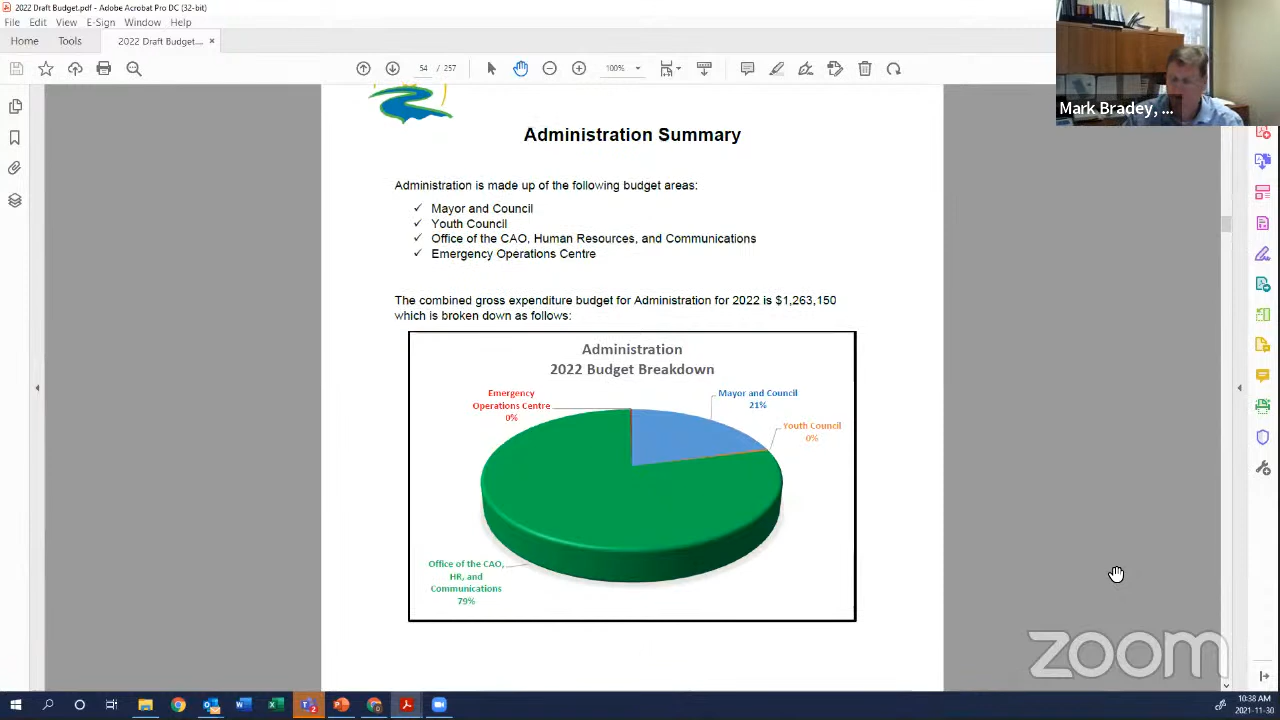 2022 Draft Budget.pdf - Adobe Acrobat Pro DC (32-bit)
File Edit View E-Sign Window Help
Home Tools 2022 Draft Budget... ×
54 / 257 100%
Mark Bradey, ...
Administration Summary
Administration is made up of the following budget areas:
✓ Mayor and Council
✓ Youth Council
✓ Office of the CAO, Human Resources, and Communications
✓ Emergency Operations Centre
The combined gross expenditure budget for Administration for 2022 is $1,263,150
which is broken down as follows:
Administration
2022 Budget Breakdown
Emergency
Operations Centre
0%
Mayor and Council
21%
Youth Council
0%
Office of the CAO,
HR, and
Communications
79%
zoom
10:38 AM
2021-11-30